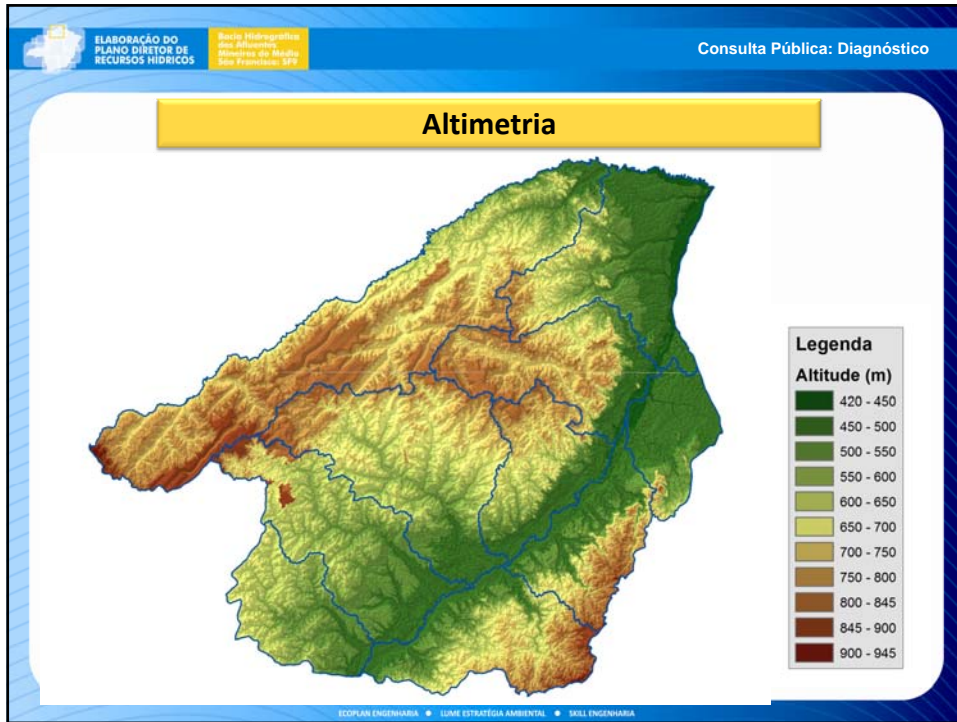 ELABORAÇÃO DO
PLANO DIRETOR DE
RECURSOS HÍDRICOS
Bacia Hidrográfica
dos Afluentes
Mineiros do Médio
São Francisco: SF9
Consulta Pública: Diagnóstico
Altimetria
Legenda
Altitude (m)
420 - 450
450 - 500
500 - 550
550 - 600
600 - 650
650 - 700
700 - 750
750 - 800
800 - 845
845 - 900
900 - 945
ECOPLAN ENGENHARIA ● LUME ESTRATÉGIA AMBIENTAL ● SKILL ENGENHARIA